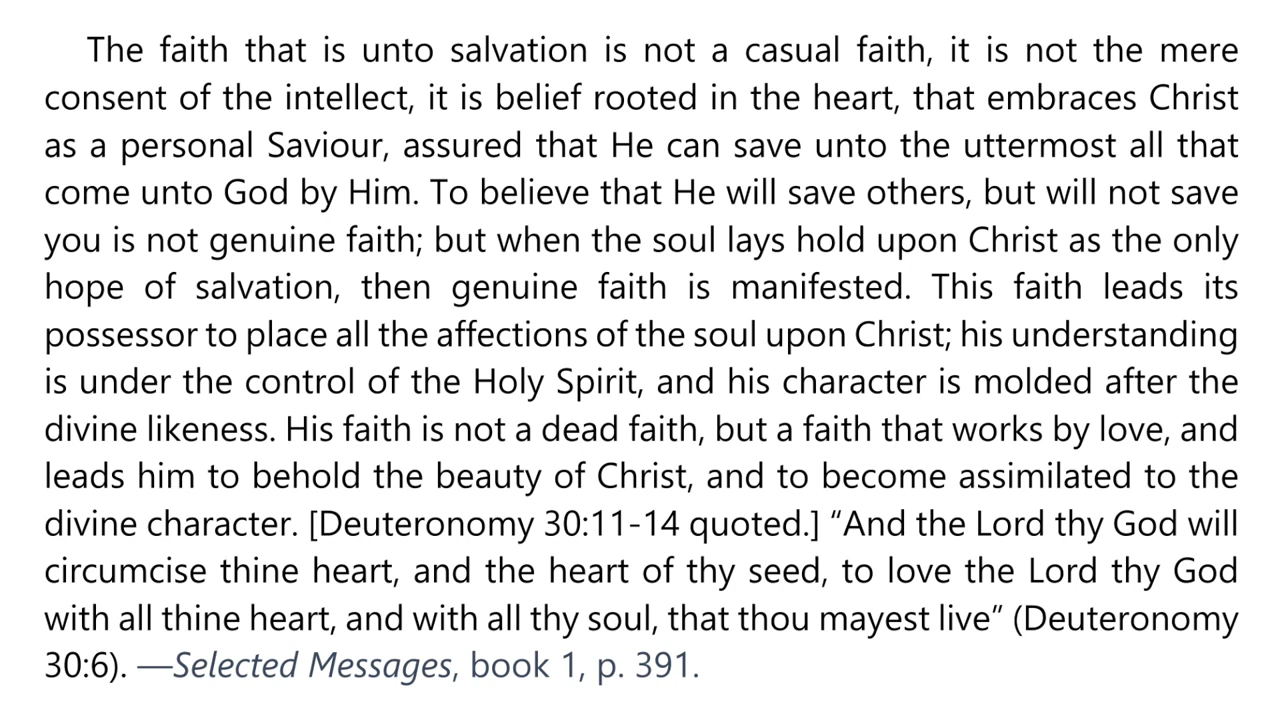 The faith that is unto salvation is not a casual faith, it is not the mere
consent of the intellect, it is belief rooted in the heart, that embraces Christ
as a personal Saviour, assured that He can save unto the uttermost all that
come unto God by Him. To believe that He will save others, but will not save
you is not genuine faith; but when the soul lays hold upon Christ as the only
hope of salvation, then genuine faith is manifested. This faith leads its
possessor to place all the affections of the soul upon Christ; his understanding
is under the control of the Holy Spirit, and his character is molded after the
divine likeness. His faith is not a dead faith, but a faith that works by love, and
leads him to behold the beauty of Christ, and to become assimilated to the
divine character. [Deuteronomy 30:11-14 quoted.] “And the Lord thy God will
circumcise thine heart, and the heart of thy seed, to love the Lord thy God
with all thine heart, and with all thy soul, that thou mayest live” (Deuteronomy
30:6). —Selected Messages, book 1, p. 391.